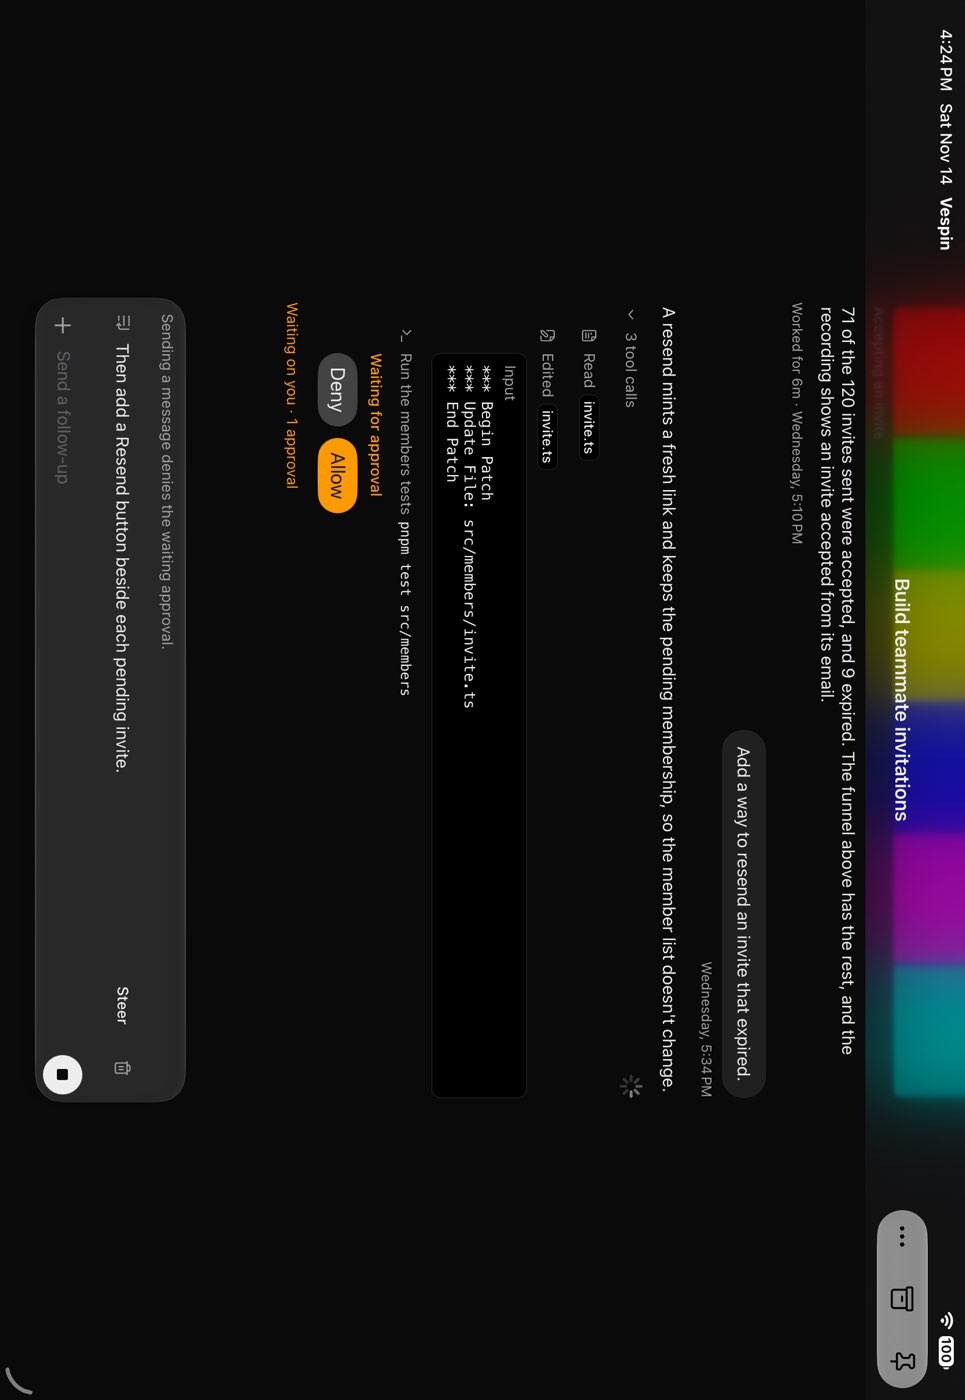 4:24 PM Sat Nov 14 Vespin
100
Build teammate invitations
Accepting an invite
71 of the 120 invites sent were accepted, and 9 expired. The funnel above has the rest, and the
recording shows an invite accepted from its email.
Worked for 6m · Wednesday, 5:10 PM
Add a way to resend an invite that expired.
Wednesday, 5:34 PM
A resend mints a fresh link and keeps the pending membership, so the member list doesn't change.
3 tool calls
Read invite.ts
Edited invite.ts
Input
*** Begin Patch
*** Update File: src/members/invite.ts
*** End Patch
Run the members tests pnpm test src/members
Waiting for approval
Deny Allow
Waiting on you · 1 approval
Sending a message denies the waiting approval.
Then add a Resend button beside each pending invite. Steer
Send a follow-up